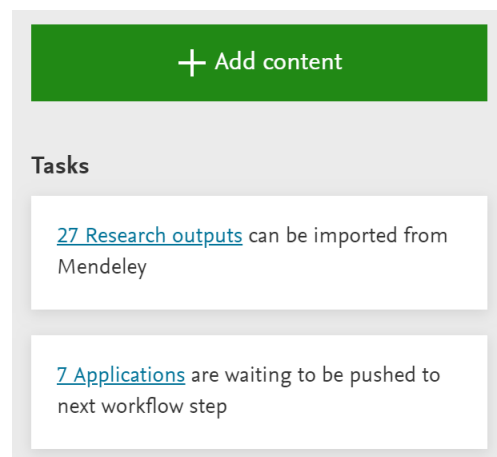 + Add content
Tasks
27 Research outputs can be imported from
Mendeley
7 Applications are waiting to be pushed to
next workflow step